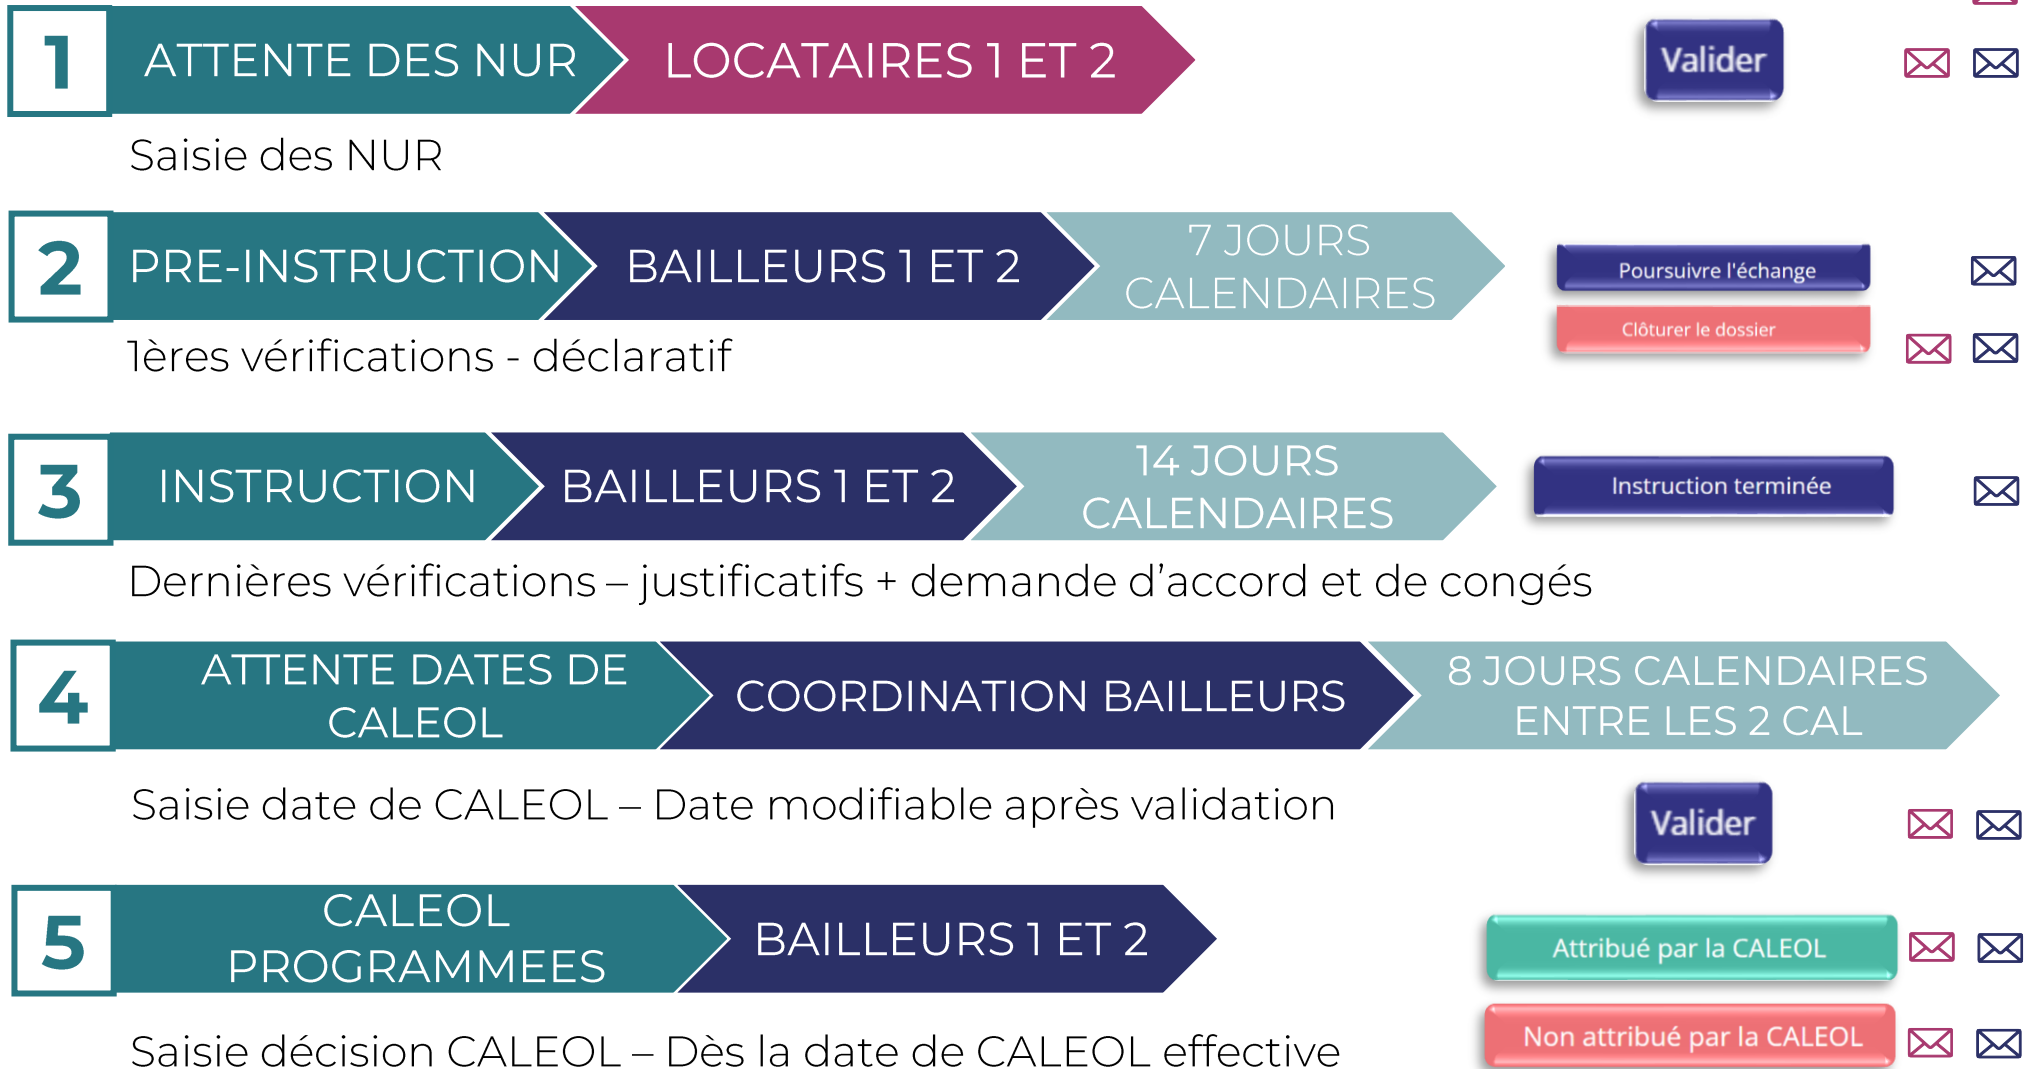 1
ATTENTE DES NUR
LOCATAIRES 1 ET 2
Valider
Saisie des NUR
2
PRE-INSTRUCTION
BAILLEURS 1 ET 2
7 JOURS
CALENDAIRES
Poursuivre l'échange
Clôturer le dossier
1ères vérifications - déclaratif
3
INSTRUCTION
BAILLEURS 1 ET 2
14 JOURS
CALENDAIRES
Instruction terminée
Dernières vérifications – justificatifs + demande d’accord et de congés
4
ATTENTE DATES DE
CALEOL
COORDINATION BAILLEURS
8 JOURS CALENDAIRES
ENTRE LES 2 CAL
Saisie date de CALEOL – Date modifiable après validation
Valider
5
CALEOL
PROGRAMMEES
BAILLEURS 1 ET 2
Attribué par la CALEOL
Non attribué par la CALEOL
Saisie décision CALEOL – Dès la date de CALEOL effective